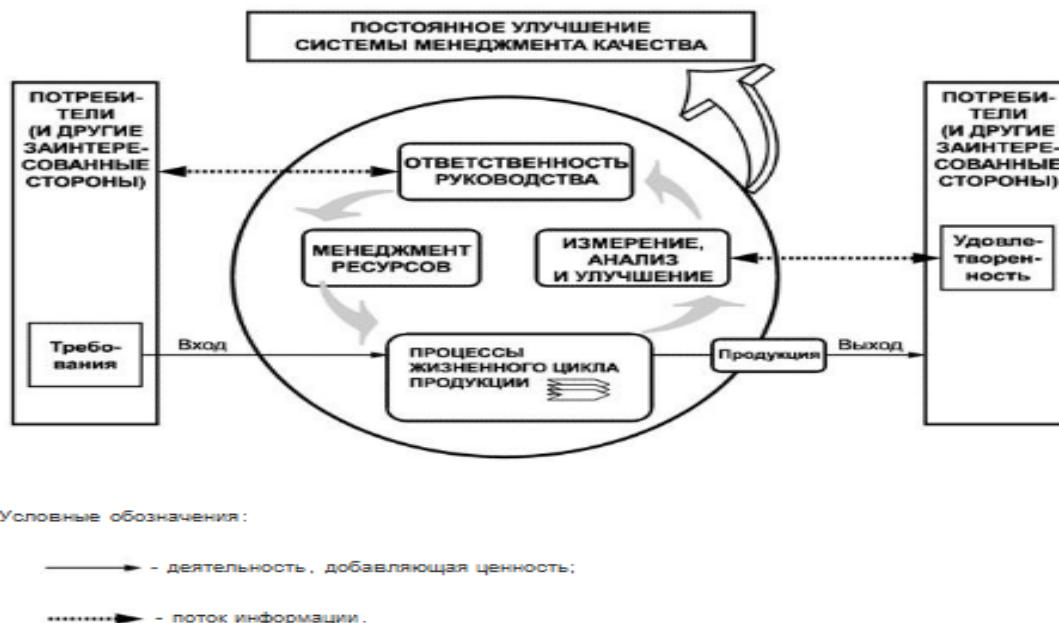 ПОСТОЯННОЕ УЛУЧШЕНИЕ
СИСТЕМЫ МЕНЕДЖМЕНТА КАЧЕСТВА
ПОТРЕБИ-
ТЕЛИ
(И ДРУГИЕ
ЗАИНТЕРЕ-
СОВАННЫЕ
СТОРОНЫ)
Требо-
вания
Вход
ОТВЕТСТВЕННОСТЬ
РУКОВОДСТВА
МЕНЕДЖМЕНТ
РЕСУРСОВ
ИЗМЕРЕНИЕ,
АНАЛИЗ
И УЛУЧШЕНИЕ
ПРОЦЕССЫ
ЖИЗНЕННОГО ЦИКЛА
ПРОДУКЦИИ
Продукция
Выход
ПОТРЕБИ-
ТЕЛИ
(И ДРУГИЕ
ЗАИНТЕРЕ-
СОВАННЫЕ
СТОРОНЫ)
Удовле-
творен-
ность
Условные обозначения:
- деятельность, добавляющая ценность;
- поток информации.